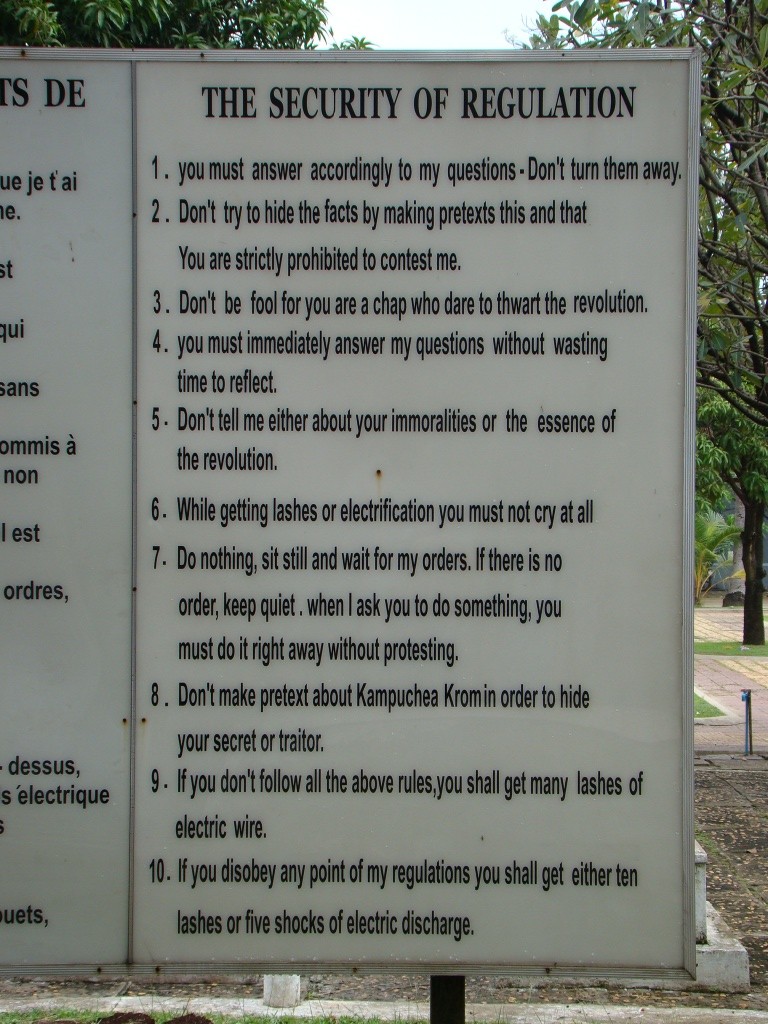 TS DE
ue je t'ai
ne.
st
qui
sans
ommis à
non
l est
ordres,
- dessus,
s électrique
s
ouets,
THE SECURITY OF REGULATION
1. you must answer accordingly to my questions - Don't turn them away.
2. Don't try to hide the facts by making pretexts this and that
You are strictly prohibited to contest me.
3. Don't be fool for you are a chap who dare to thwart the revolution.
4. you must immediately answer my questions without wasting
time to reflect.
5. Don't tell me either about your immoralities or the essence of
the revolution.
6. While getting lashes or electrification you must not cry at all
7. Do nothing, sit still and wait for my orders. If there is no
order, keep quiet . when I ask you to do something, you
must do it right away without protesting.
8. Don't make pretext about Kampuchea Krom in order to hide
your secret or traitor.
9. If you don't follow all the above rules,you shall get many lashes of
electric wire.
10. If you disobey any point of my regulations you shall get either ten
lashes or five shocks of electric discharge.